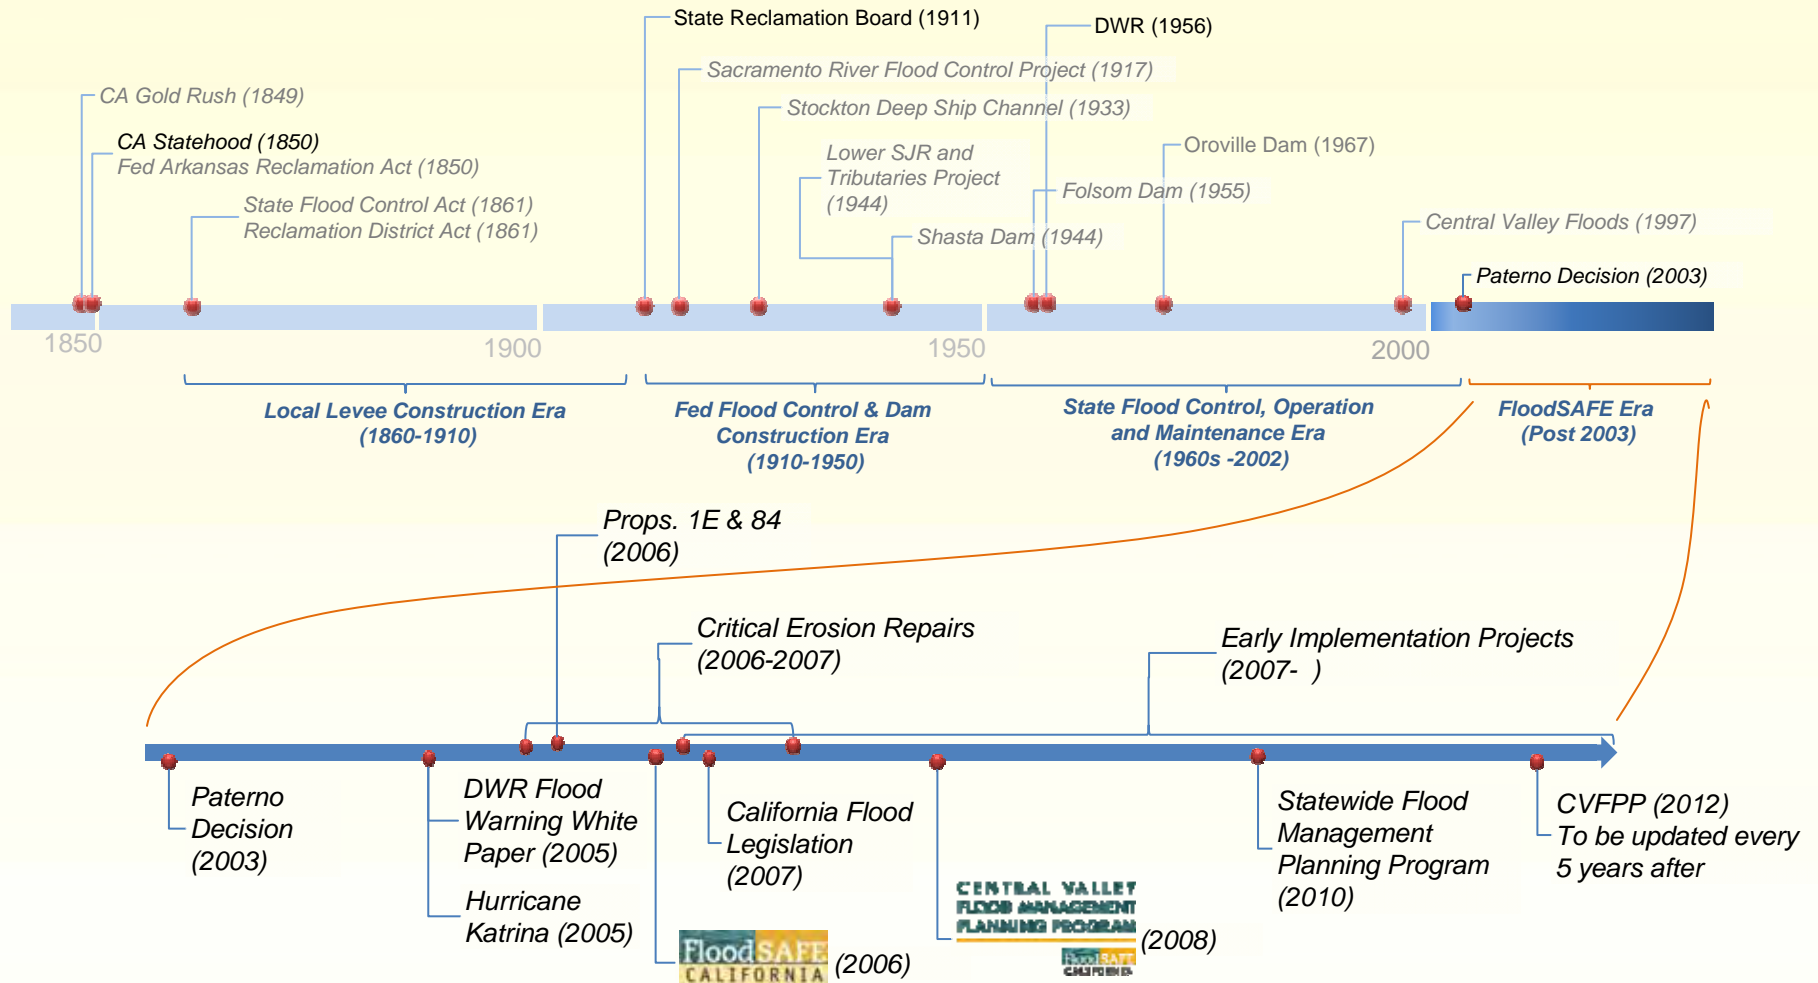 State Reclamation Board (1911)
DWR (1956)
Sacramento River Flood Control Project (1917)
CA Gold Rush (1849)
Stockton Deep Ship Channel (1933)
CA Statehood (1850)
Fed Arkansas Reclamation Act (1850)
Lower SJR and
Tributaries Project
(1944)
Oroville Dam (1967)
Folsom Dam (1955)
State Flood Control Act (1861)
Reclamation District Act (1861)
Shasta Dam (1944)
Central Valley Floods (1997)
Paterno Decision (2003)
1850
1900
1950
2000
Local Levee Construction Era
(1860-1910)
Fed Flood Control & Dam
Construction Era
(1910-1950)
State Flood Control, Operation
and Maintenance Era
(1960s -2002)
FloodSAFE Era
(Post 2003)
Props. 1E & 84
(2006)
Critical Erosion Repairs
(2006-2007)
Early Implementation Projects
(2007- )
Paterno
Decision
(2003)
DWR Flood
Warning White
Paper (2005)
Hurricane
Katrina (2005)
FloodSAFE
CALIFORNIA
(2006)
California Flood
Legislation
(2007)
CENTRAL VALLEY
FLOOD MANAGEMENT
PLANNING PROGRAM
FloodSAFE
CALIFORNIA
(2008)
Statewide Flood
Management
Planning Program
(2010)
CVFPP (2012)
To be updated every
5 years after